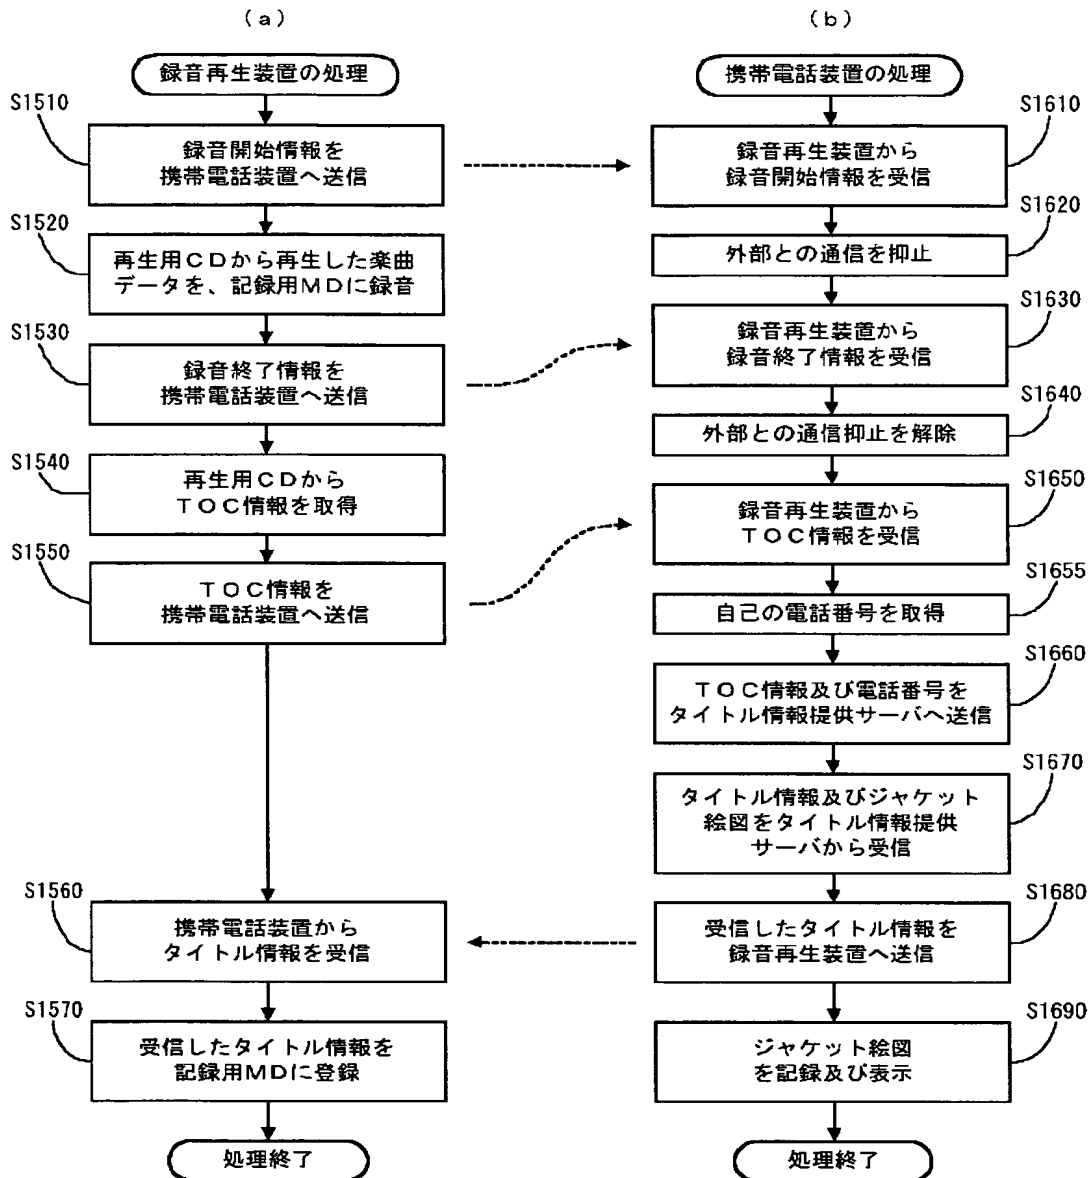 (a)
録音再生装置の処理
S1510
録音開始情報を
携帯電話装置へ送信
S1520
再生用CDから再生した楽曲
データを、記録用MDに録音
S1530
録音終了情報を
携帯電話装置へ送信
S1540
再生用CDから
TOC情報を取得
S1550
TOC情報を
携帯電話装置へ送信
S1560
携帯電話装置から
タイトル情報を受信
S1570
受信したタイトル情報を
記録用MDに登録
処理終了
(b)
携帯電話装置の処理
S1610
録音再生装置から
録音開始情報を受信
S1620
外部との通信を抑止
S1630
録音再生装置から
録音終了情報を受信
S1640
外部との通信抑止を解除
S1650
録音再生装置から
TOC情報を受信
S1655
自己の電話番号を取得
S1660
TOC情報及び電話番号を
タイトル情報提供サーバへ送信
S1670
タイトル情報及びジャケット
絵図をタイトル情報提供
サーバから受信
S1680
受信したタイトル情報を
録音再生装置へ送信
S1690
ジャケット絵図
を記録及び表示
処理終了